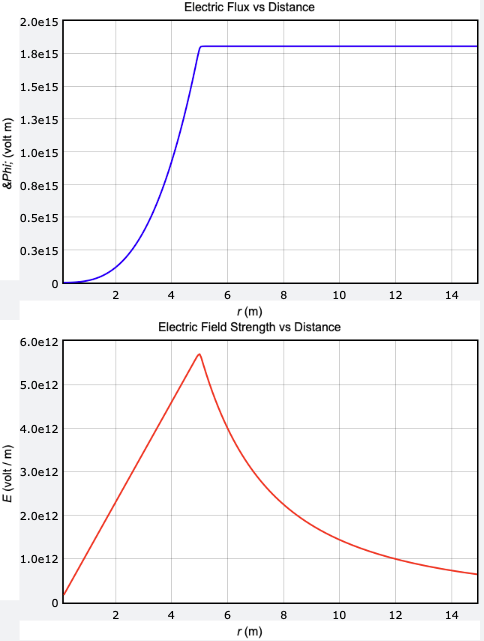 Electric Flux vs Distance
&Phi; (volt m)
2.0e15
1.8e15
1.5e15
1.3e15
1.0e15
0.8e15
0.5e15
0.3e15
0
2 4 6 8 10 12 14
r (m)
Electric Field Strength vs Distance
E (volt / m)
6.0e12
5.0e12
4.0e12
3.0e12
2.0e12
1.0e12
0
2 4 6 8 10 12 14
r (m)